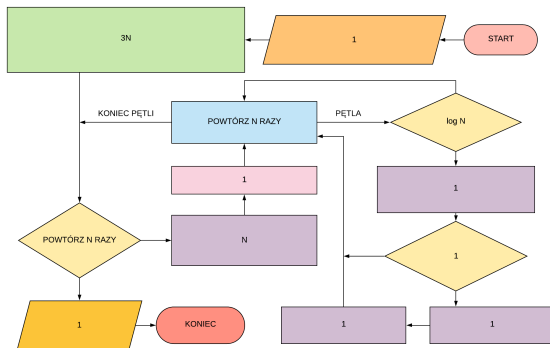 3N
1
START
KONIEC PĘTLI
POWTÓRZ N RAZY
PĘTLA
log N
1
1
POWTÓRZ N RAZY
N
1
1
KONIEC
1
1